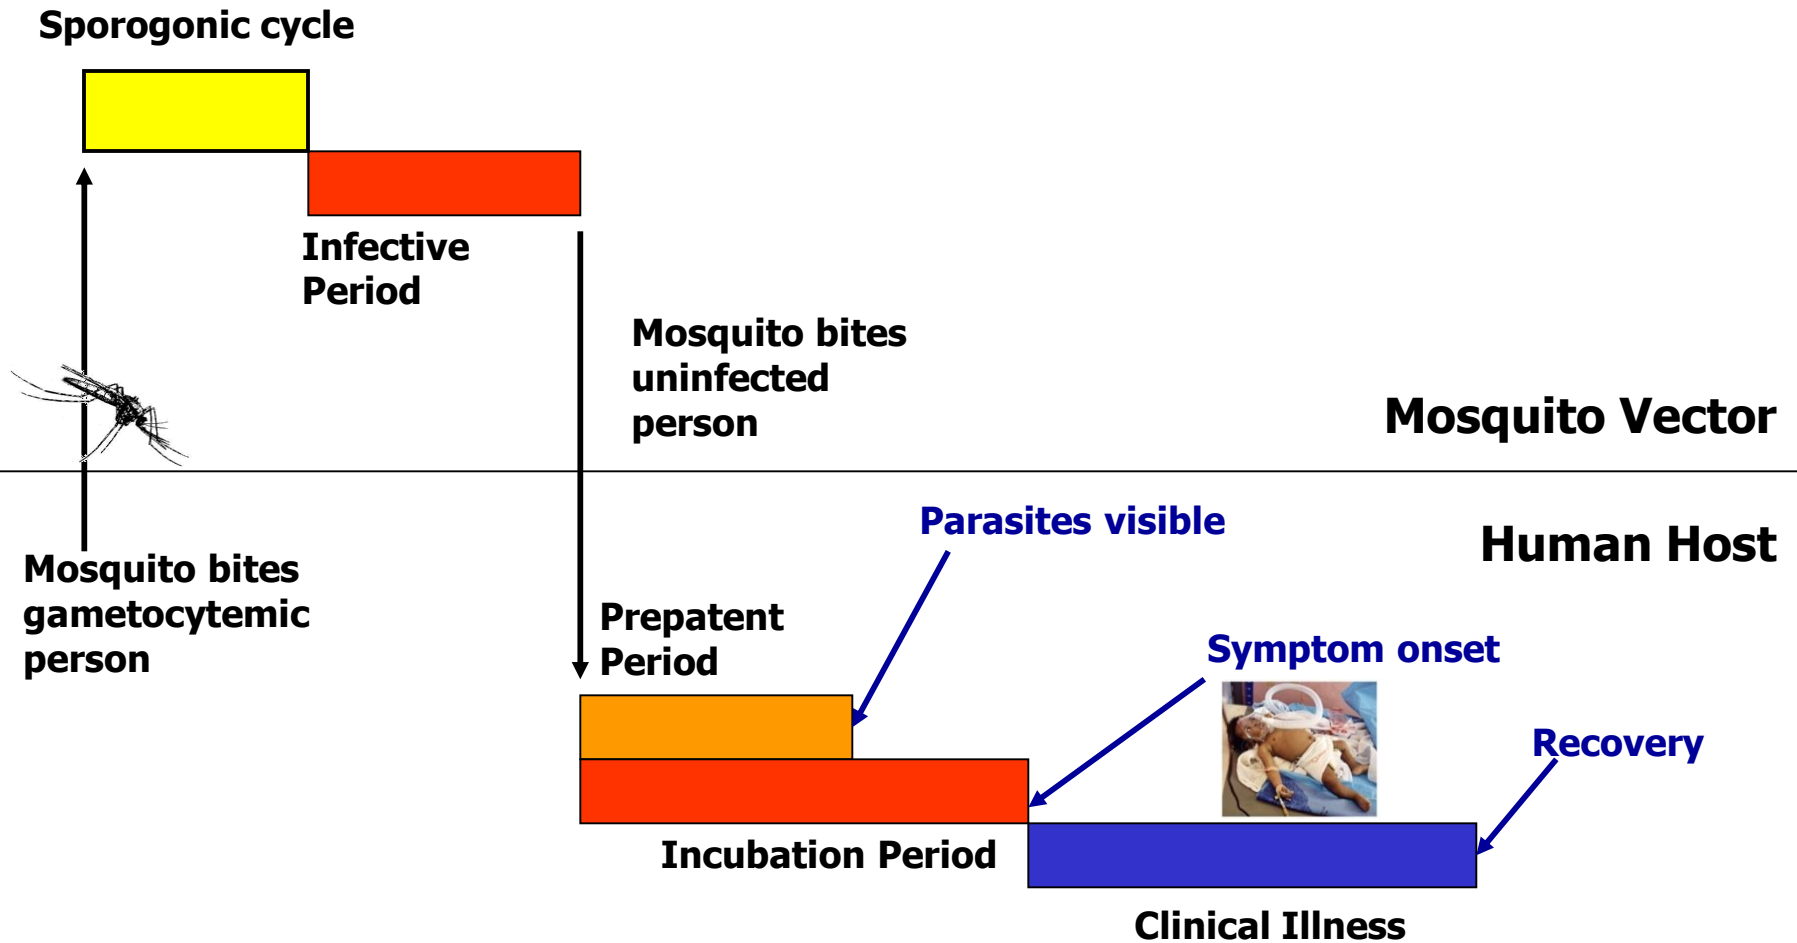 Sporogonic cycle
Infective
Period
Mosquito bites
uninfected
person
Mosquito Vector
Parasites visible
Human Host
Mosquito bites
gametocytemic
person
Prepatent
Period
Symptom onset
Recovery
Incubation Period
Clinical Illness